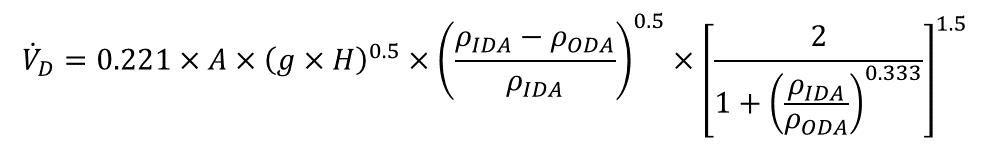 V̇_D = 0.221 × A × (g × H)^0.5 × ((ρ_IDA − ρ_ODA) / ρ_IDA)^0.5 × [2 / (1 + (ρ_IDA / ρ_ODA)^0.333)]^1.5